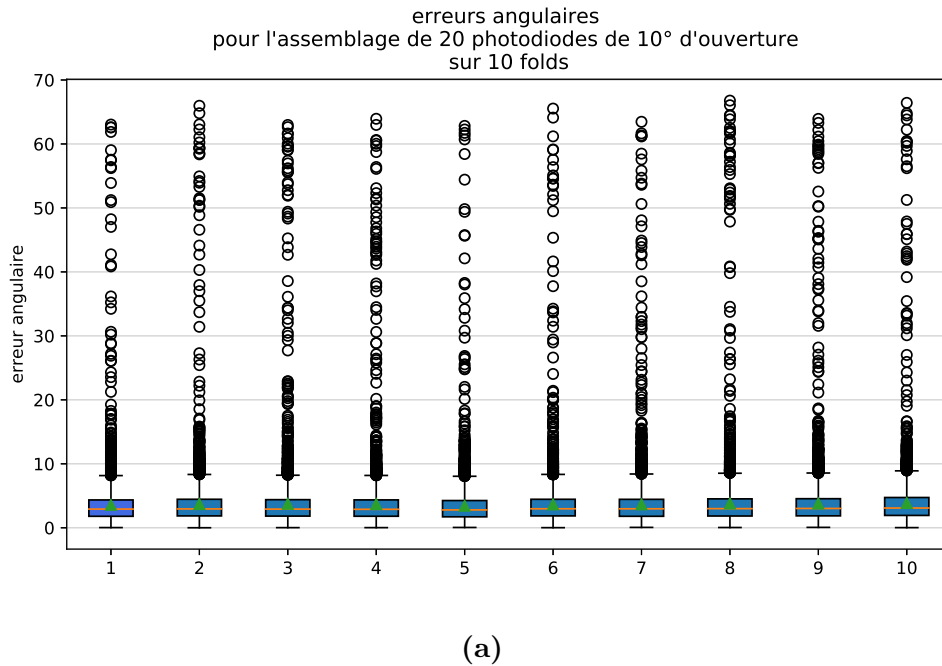 erreurs angulaires
pour l'assemblage de 20 photodiodes de 10° d'ouverture
sur 10 folds
erreur angulaire
70
60
50
40
30
20
10
0
1 2 3 4 5 6 7 8 9 10
(a)